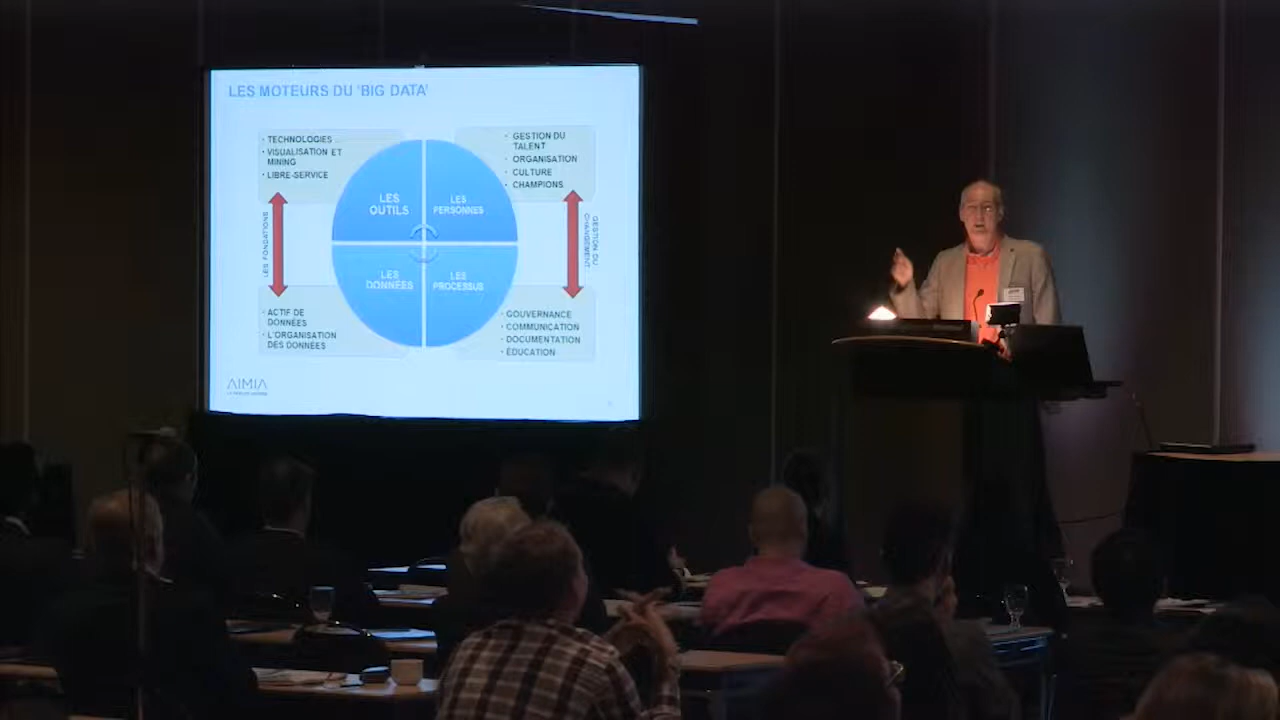 LES MOTEURS DU 'BIG DATA'
· TECHNOLOGIES
· VISUALISATION ET
MINING
· LIBRE-SERVICE
· GESTION DU
TALENT
· ORGANISATION
· CULTURE
· CHAMPIONS
LES
OUTILS
LES
PERSONNES
LES FONDATIONS
GESTION DU
CHANGEMENT
LES
DONNÉES
LES
PROCESSUS
· ACTIF DE
DONNÉES
· L'ORGANISATION
DES DONNÉES
· GOUVERNANCE
· COMMUNICATION
· DOCUMENTATION
· ÉDUCATION
AIMIA